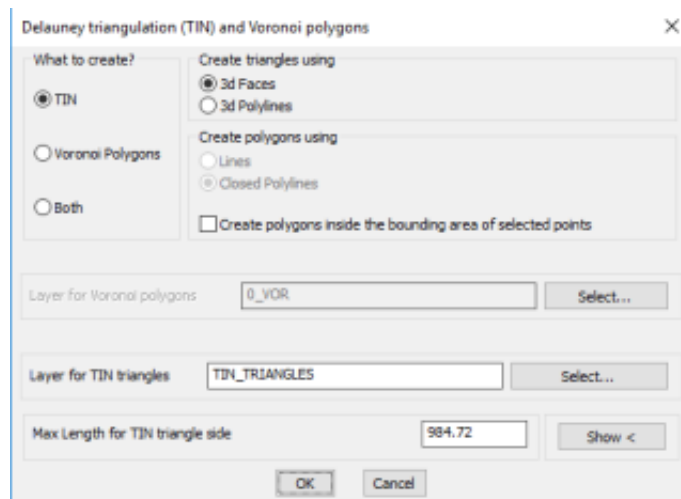 Delauney triangulation (TIN) and Voronoi polygons
What to create?
TIN
Voronoi Polygons
Both
Create triangles using
3d Faces
3d Polylines
Create polygons using
Lines
Closed Polylines
Create polygons inside the bounding area of selected points
Layer for Voronoi polygons 0_VOR Select...
Layer for TIN triangles TIN_TRIANGLES Select...
Max Length for TIN triangle side 984.72 Show <
OK Cancel